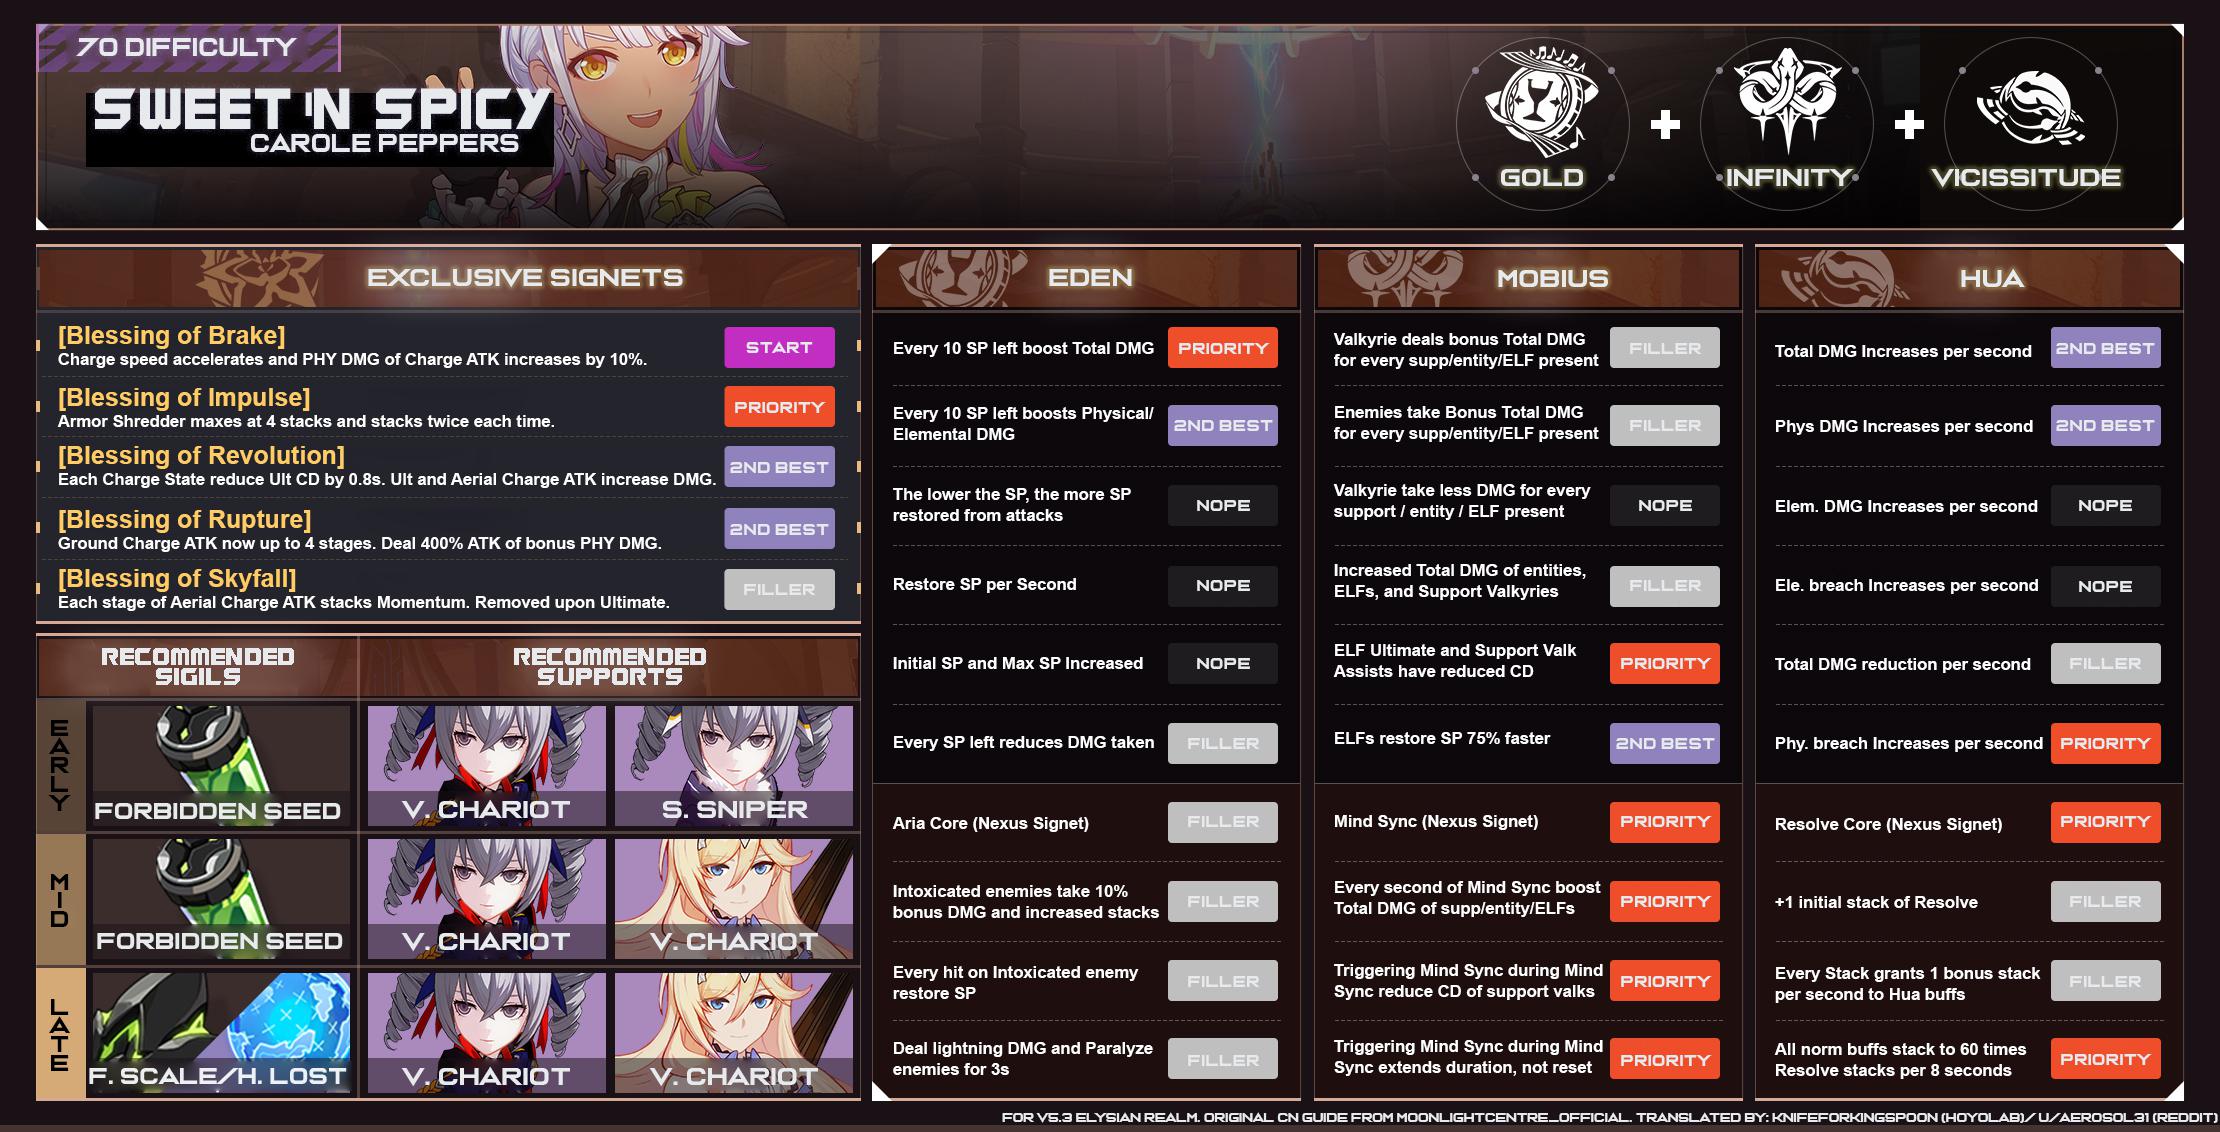 70 DIFFICULTY
SWEET 'N SPICY
CAROLE PEPPERS
GOLD
INFINITY
VICISSITUDE
EXCLUSIVE SIGNETS
[Blessing of Brake]
Charge speed accelerates and PHY DMG of Charge ATK increases by 10%.
START
[Blessing of Impulse]
Armor Shredder maxes at 4 stacks and stacks twice each time.
PRIORITY
[Blessing of Revolution]
Each Charge State reduce Ult CD by 0.8s. Ult and Aerial Charge ATK increase DMG.
2ND BEST
[Blessing of Rupture]
Ground Charge ATK now up to 4 stages. Deal 400% ATK of bonus PHY DMG.
2ND BEST
[Blessing of Skyfall]
Each stage of Aerial Charge ATK stacks Momentum. Removed upon Ultimate.
FILLER
RECOMMENDED
SIGILS
RECOMMENDED
SUPPORTS
EARLY
FORBIDDEN SEED
V. CHARIOT
S. SNIPER
MID
FORBIDDEN SEED
V. CHARIOT
V. CHARIOT
LATE
F. SCALE/H. LOST
V. CHARIOT
V. CHARIOT
EDEN
Every 10 SP left boost Total DMG
PRIORITY
Every 10 SP left boosts Physical/
Elemental DMG
2ND BEST
The lower the SP, the more SP
restored from attacks
NOPE
Restore SP per Second
NOPE
Initial SP and Max SP Increased
NOPE
Every SP left reduces DMG taken
FILLER
Aria Core (Nexus Signet)
FILLER
Intoxicated enemies take 10%
bonus DMG and increased stacks
FILLER
Every hit on Intoxicated enemy
restore SP
FILLER
Deal lightning DMG and Paralyze
enemies for 3s
FILLER
MOBIUS
Valkyrie deals bonus Total DMG
for every supp/entity/ELF present
FILLER
Enemies take Bonus Total DMG
for every supp/entity/ELF present
FILLER
Valkyrie take less DMG for every
support / entity / ELF present
NOPE
Increased Total DMG of entities,
ELFs, and Support Valkyries
FILLER
ELF Ultimate and Support Valk
Assists have reduced CD
PRIORITY
ELFs restore SP 75% faster
2ND BEST
Mind Sync (Nexus Signet)
PRIORITY
Every second of Mind Sync boost
Total DMG of supp/entity/ELFs
PRIORITY
Triggering Mind Sync during Mind
Sync reduce CD of support valks
PRIORITY
Triggering Mind Sync during Mind
Sync extends duration, not reset
PRIORITY
HUA
Total DMG Increases per second
2ND BEST
Phys DMG Increases per second
2ND BEST
Elem. DMG Increases per second
NOPE
Ele. breach Increases per second
NOPE
Total DMG reduction per second
FILLER
Phy. breach Increases per second
PRIORITY
Resolve Core (Nexus Signet)
PRIORITY
+1 initial stack of Resolve
FILLER
Every Stack grants 1 bonus stack
per second to Hua buffs
FILLER
All norm buffs stack to 60 times
Resolve stacks per 8 seconds
PRIORITY
FOR V5.3 ELYSIAN REALM. ORIGINAL CN GUIDE FROM MOONLIGHTCENTRE_OFFICIAL. TRANSLATED BY: KNIFEFORKINGSPOON (HOYOLAB)/ U/AEROSOL31 (REDDIT)